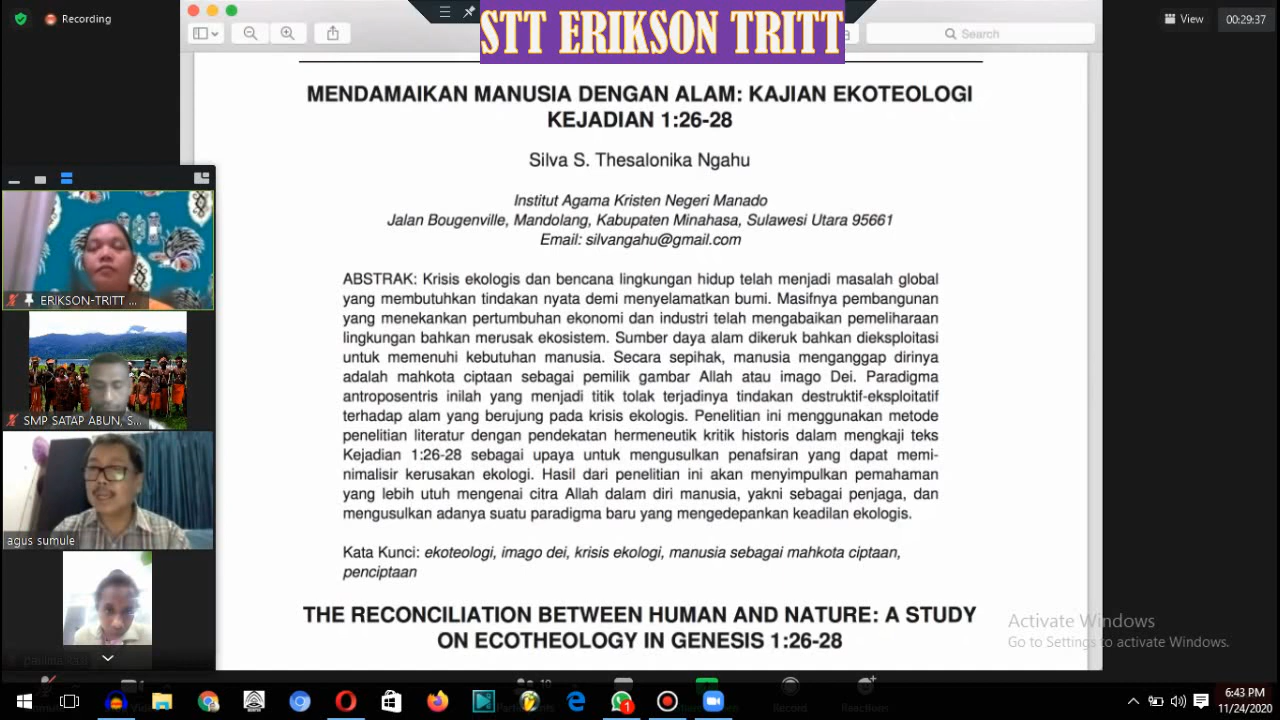 Recording
STT ERIKSON TRITT
View
00:29:37
Search
MENDAMAIKAN MANUSIA DENGAN ALAM: KAJIAN EKOTEOLOGI
KEJADIAN 1:26-28
Silva S. Thesalonika Ngahu
Institut Agama Kristen Negeri Manado
Jalan Bougenville, Mandolang, Kabupaten Minahasa, Sulawesi Utara 95661
Email: silvangahu@gmail.com
ABSTRAK: Krisis ekologis dan bencana lingkungan hidup telah menjadi masalah global
yang membutuhkan tindakan nyata demi menyelamatkan bumi. Masifnya pembangunan
yang menekankan pertumbuhan ekonomi dan industri telah mengabaikan pemeliharaan
lingkungan bahkan merusak ekosistem. Sumber daya alam dikeruk bahkan dieksploitasi
untuk memenuhi kebutuhan manusia. Secara sepihak, manusia menganggap dirinya
adalah mahkota ciptaan sebagai pemilik gambar Allah atau imago Dei. Paradigma
antroposentris inilah yang menjadi titik tolak terjadinya tindakan destruktif-eksploitatif
terhadap alam yang berujung pada krisis ekologis. Penelitian ini menggunakan metode
penelitian literatur dengan pendekatan hermeneutik kritik historis dalam mengkaji teks
Kejadian 1:26-28 sebagai upaya untuk mengusulkan penafsiran yang dapat memi-
nimalisir kerusakan ekologi. Hasil dari penelitian ini akan menyimpulkan pemahaman
yang lebih utuh mengenai citra Allah dalam diri manusia, yakni sebagai penjaga, dan
mengusulkan adanya suatu paradigma baru yang mengedepankan keadilan ekologis.
Kata Kunci: ekoteologi, imago dei, krisis ekologi, manusia sebagai mahkota ciptaan,
penciptaan
THE RECONCILIATION BETWEEN HUMAN AND NATURE: A STUDY
ON ECOTHEOLOGY IN GENESIS 1:26-28
ERIKSON-TRITT ...
SMP SATAP ABUN, S...
agus sumule
Activate Windows
Go to Settings to activate Windows.
Participants
10
Record
Reactions
1
6:43 PM
11/24/2020